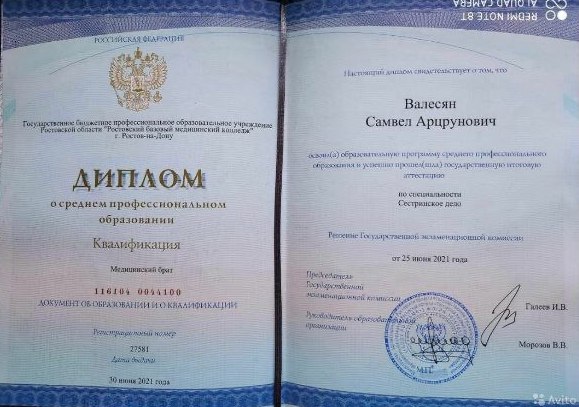 РОССИЙСКАЯ ФЕДЕРАЦИЯ
Государственное бюджетное профессиональное образовательное учреждение
Ростовской области "Ростовский базовый медицинский колледж"
г. Ростов-на-Дону
ДИПЛОМ
о среднем профессиональном
образовании
Квалификация
Медицинский брат
116104 0044100
ДОКУМЕНТ ОБ ОБРАЗОВАНИИ И О КВАЛИФИКАЦИИ
Регистрационный номер
27581
Дата выдачи
30 июня 2021 года
REDMI NOTE 8T
AI QUAD CAMERA
Настоящий диплом свидетельствует о том, что
Валесян
Самвел Арцрунович
освоил(а) образовательную программу среднего профессионального
образования и успешно прошел(шла) государственную итоговую
аттестацию
по специальности
Сестринское дело
Решение Государственной экзаменационной комиссии
от 25 июня 2021 года
Председатель
Государственной
экзаменационной комиссии
Гилеев И.В.
Руководитель образовательной
организации
Морозов В.В.
М.П.
Avito